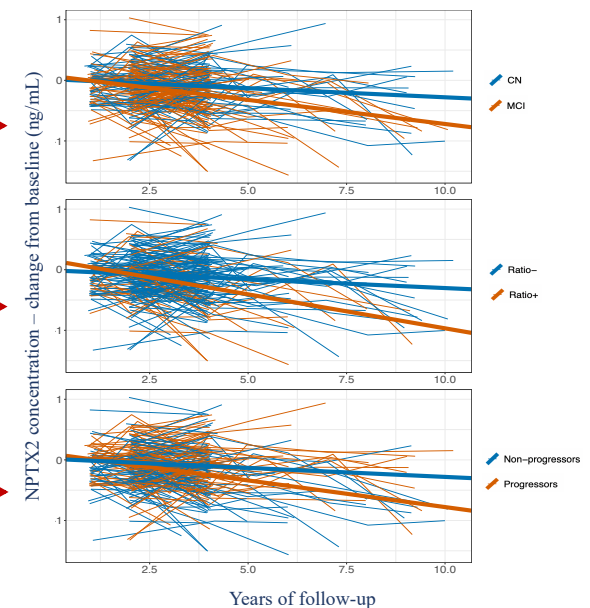 NPTX2 concentration – change from baseline (ng/mL)
1
0
1
2.5 5.0 7.5 10.0
CN
MCI
1
0
1
2.5 5.0 7.5 10.0
Ratio–
Ratio+
1
0
1
2.5 5.0 7.5 10.0
Non–progressors
Progressors
Years of follow-up